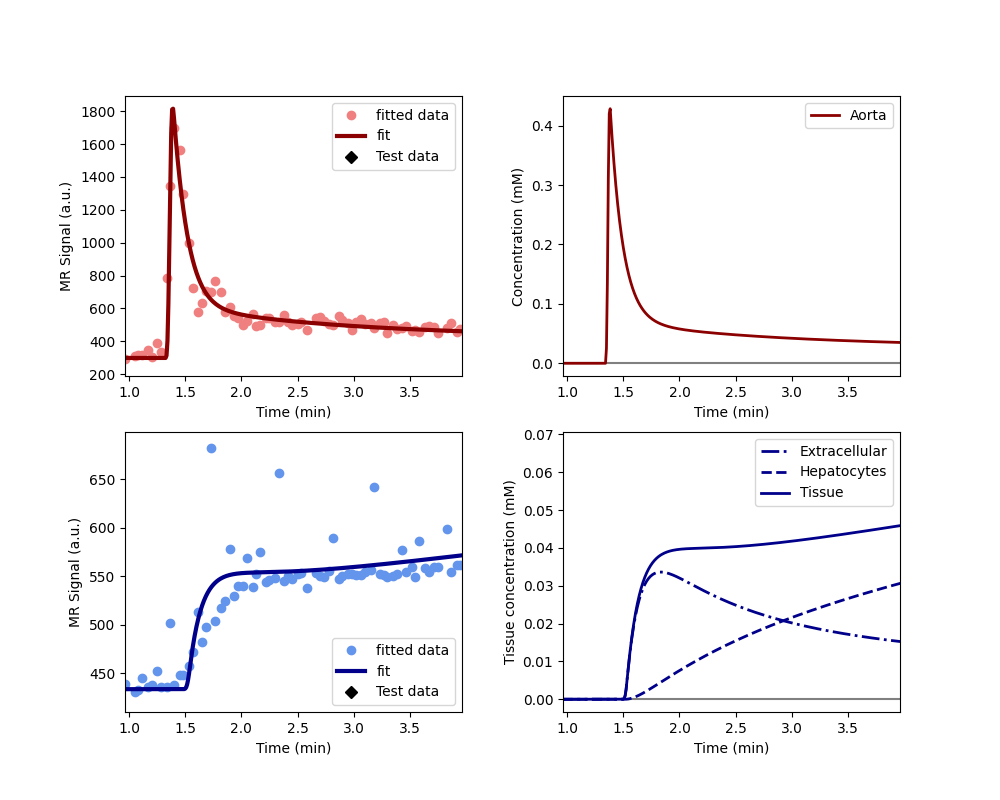 1800
1600
1400
1200
1000
800
600
400
200
MR Signal (a.u.)
1.0 1.5 2.0 2.5 3.0 3.5
Time (min)
fitted data
fit
Test data
0.4
0.3
0.2
0.1
0.0
Concentration (mM)
1.0 1.5 2.0 2.5 3.0 3.5
Time (min)
Aorta
650
600
550
500
450
MR Signal (a.u.)
1.0 1.5 2.0 2.5 3.0 3.5
Time (min)
fitted data
fit
Test data
0.07
0.06
0.05
0.04
0.03
0.02
0.01
0.00
Tissue concentration (mM)
1.0 1.5 2.0 2.5 3.0 3.5
Time (min)
Extracellular
Hepatocytes
Tissue